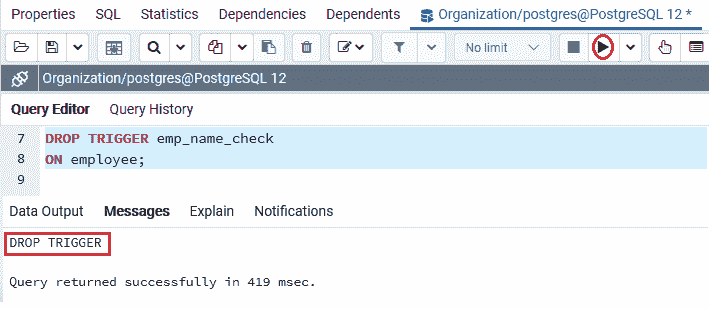 Properties SQL Statistics Dependencies Dependents Organization/postgres@PostgreSQL 12 *
No limit
Organization/postgres@PostgreSQL 12
Query Editor Query History
7 DROP TRIGGER emp_name_check
8 ON employee;
9
Data Output Messages Explain Notifications
DROP TRIGGER
Query returned successfully in 419 msec.